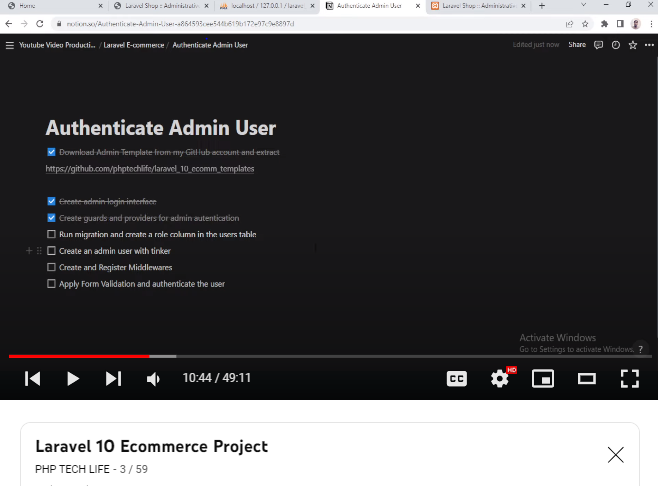 Home
Laravel Shop :: Administrativ
localhost / 127.0.0.1 / larave
Authenticate Admin User
Laravel Shop :: Administrativ
notion.so/Authenticate-Admin-User-a864593cee544b619b172e97c9e8897d
Youtube Video Producti... / Laravel E-commerce / Authenticate Admin User
Edited just now Share
Authenticate Admin User
Download Admin Template from my GitHub account and extract
https://github.com/phptechlife/laravel_10_ecomm_templates
Create admin login interface
Create guards and providers for admin autentication
Run migration and create a role column in the users table
Create an admin user with tinker
Create and Register Middlewares
Apply Form Validation and authenticate the user
Activate Windows
Go to Settings to activate Windows.
?
10:44 / 49:11
CC
HD
Laravel 10 Ecommerce Project
PHP TECH LIFE - 3 / 59